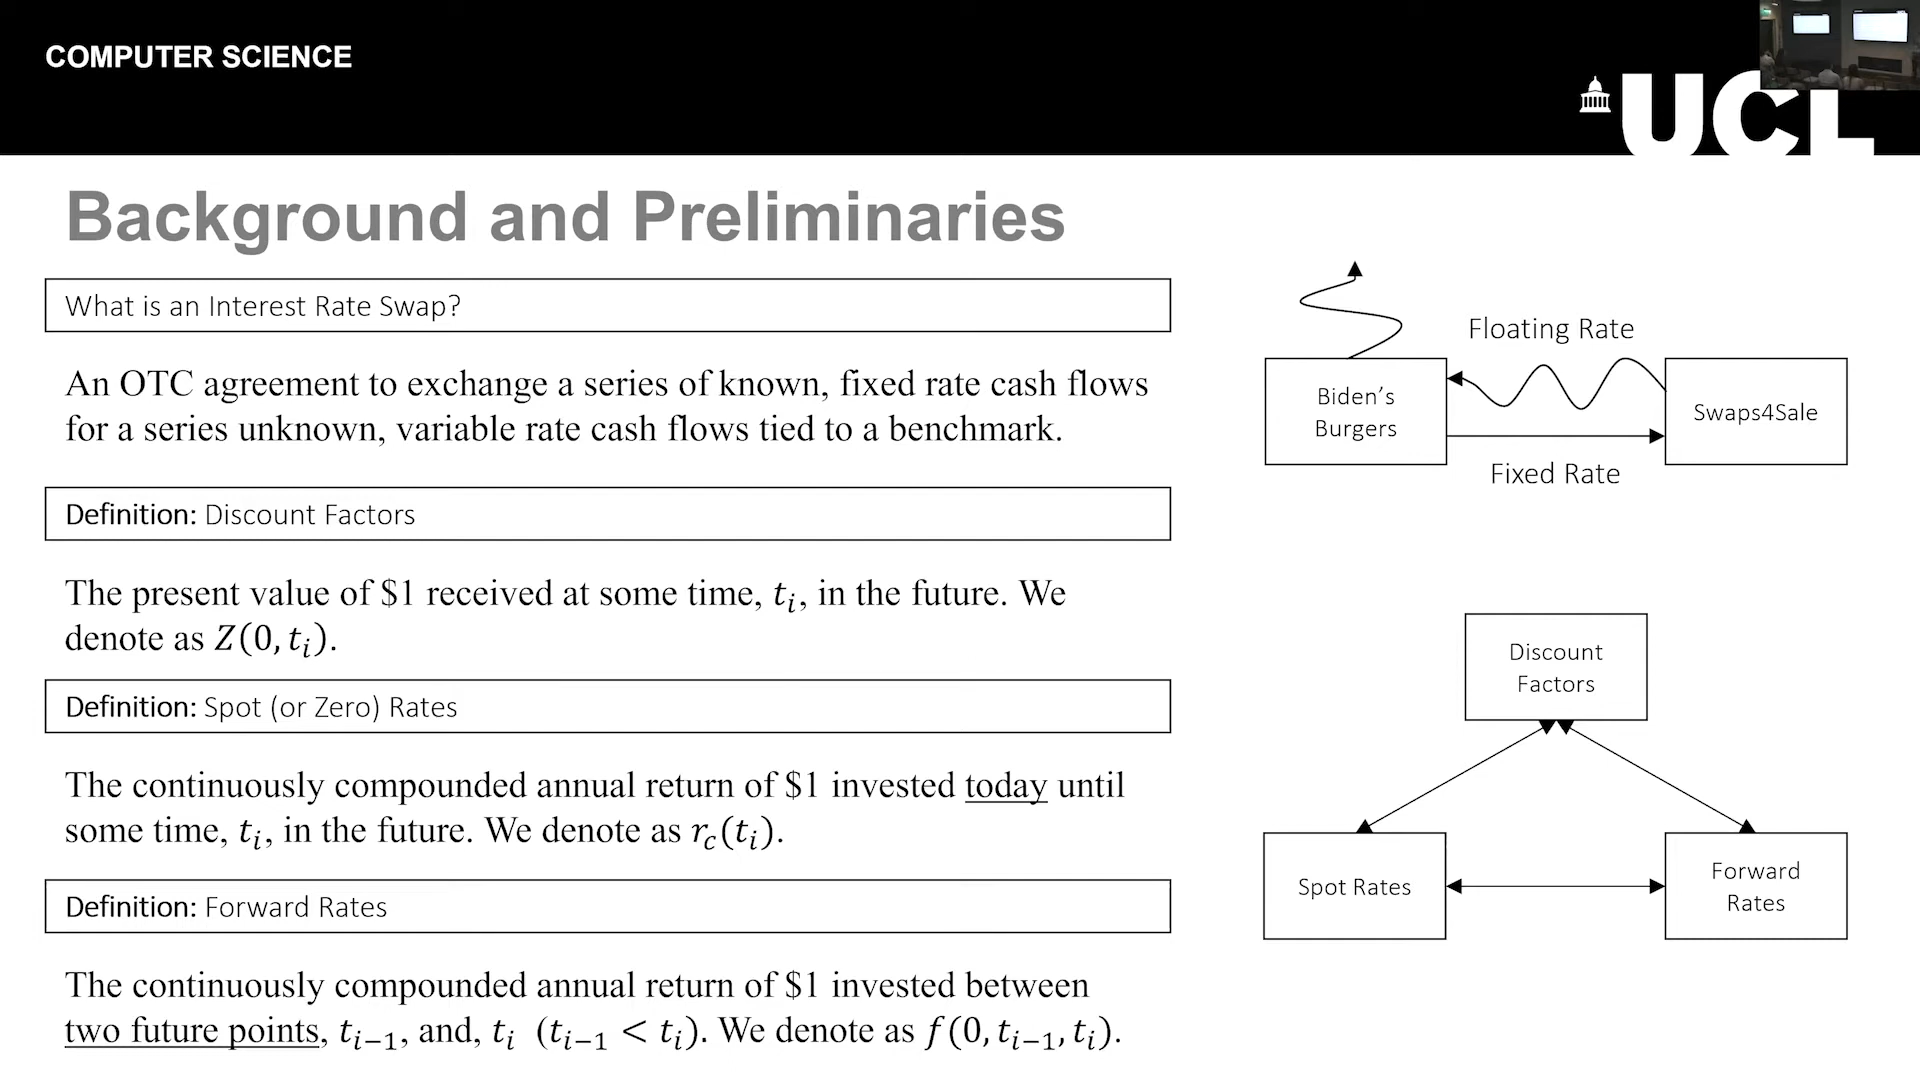 COMPUTER SCIENCE
UCL
Background and Preliminaries
What is an Interest Rate Swap?
An OTC agreement to exchange a series of known, fixed rate cash flows
for a series unknown, variable rate cash flows tied to a benchmark.
Definition: Discount Factors
The present value of $1 received at some time, tᵢ, in the future. We
denote as Z(0, tᵢ).
Definition: Spot (or Zero) Rates
The continuously compounded annual return of $1 invested today until
some time, tᵢ, in the future. We denote as r_c(tᵢ).
Definition: Forward Rates
The continuously compounded annual return of $1 invested between
two future points, tᵢ₋₁, and, tᵢ (tᵢ₋₁ < tᵢ). We denote as f(0, tᵢ₋₁, tᵢ).
Floating Rate
Biden's
Burgers
Swaps4Sale
Fixed Rate
Discount
Factors
Spot Rates
Forward
Rates